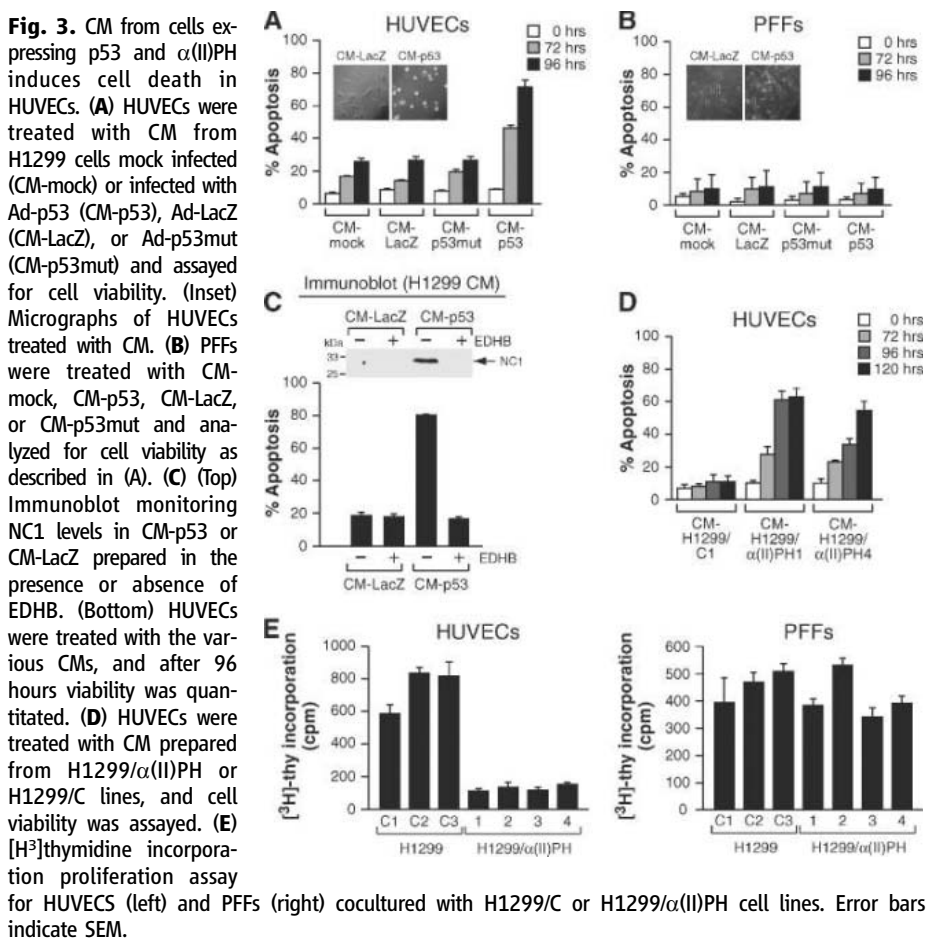 Fig. 3. CM from cells ex-
pressing p53 and α(II)PH
induces cell death in
HUVECs. (A) HUVECs were
treated with CM from
H1299 cells mock infected
(CM-mock) or infected with
Ad-p53 (CM-p53), Ad-LacZ
(CM-LacZ), or Ad-p53mut
(CM-p53mut) and assayed
for cell viability. (Inset)
Micrographs of HUVECs
treated with CM. (B) PFFs
were treated with CM-
mock, CM-p53, CM-LacZ,
or CM-p53mut and ana-
lyzed for cell viability as
described in (A). (C) (Top)
Immunoblot monitoring
NC1 levels in CM-p53 or
CM-LacZ prepared in the
presence or absence of
EDHB. (Bottom) HUVECs
were treated with the var-
ious CMs, and after 96
hours viability was quan-
titated. (D) HUVECs were
treated with CM prepared
from H1299/α(II)PH or
H1299/C lines, and cell
viability was assayed. (E)
[H³]thymidine incorpora-
tion proliferation assay
for HUVECS (left) and PFFs (right) cocultured with H1299/C or H1299/α(II)PH cell lines. Error bars
indicate SEM.
A
HUVECs
0 hrs
72 hrs
96 hrs
CM-LacZ CM-p53
% Apoptosis
100
80
60
40
20
0
CM-mock
CM-LacZ
CM-p53mut
CM-p53
B
PFFs
0 hrs
72 hrs
96 hrs
CM-LacZ CM-p53
% Apoptosis
100
80
60
40
20
0
CM-mock
CM-LacZ
CM-p53mut
CM-p53
C
Immunoblot (H1299 CM)
CM-LacZ CM-p53
kDa − + − + EDHB
33
25
NC1
% Apoptosis
100
80
60
40
20
0
− + − + EDHB
CM-LacZ CM-p53
D
HUVECs
0 hrs
72 hrs
96 hrs
120 hrs
% Apoptosis
100
80
60
40
20
0
CM-H1299/C1
CM-H1299/α(II)PH1
CM-H1299/α(II)PH4
E
HUVECs
[³H]-thy incorporation
(cpm)
1000
800
600
400
200
0
C1 C2 C3 1 2 3 4
H1299 H1299/α(II)PH
PFFs
[³H]-thy incorporation
(cpm)
600
500
400
300
200
100
0
C1 C2 C3 1 2 3 4
H1299 H1299/α(II)PH